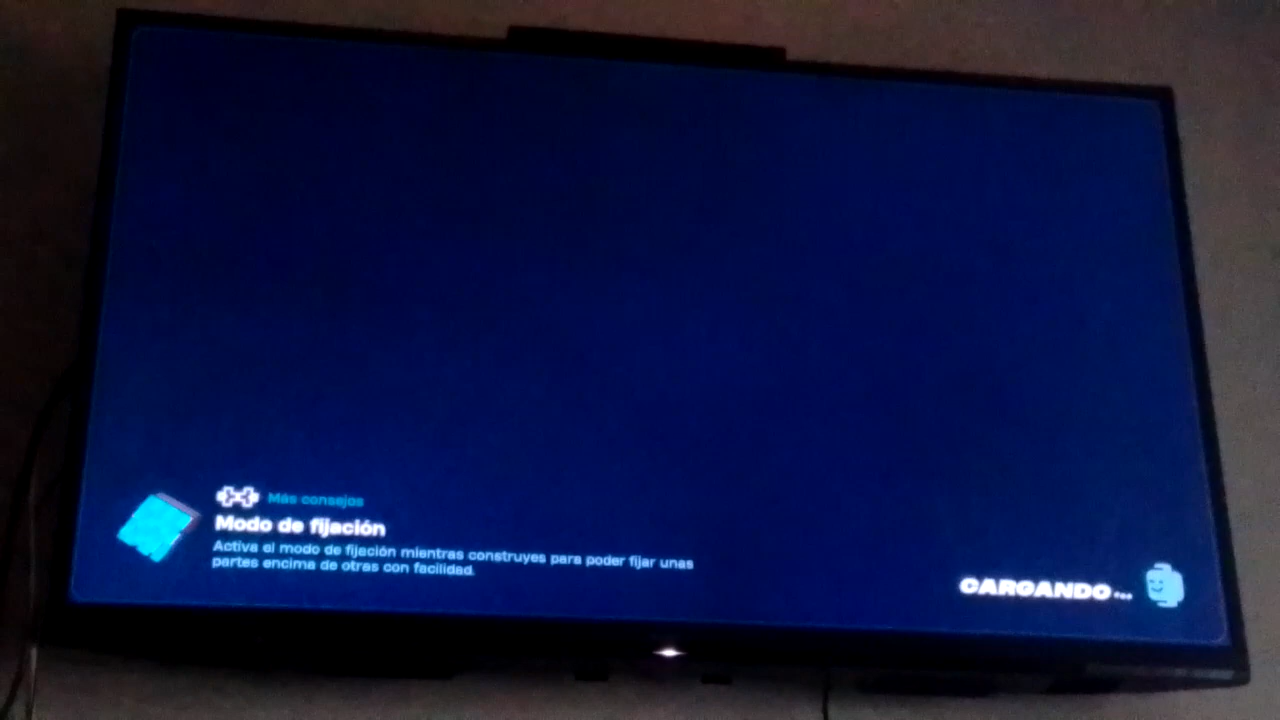 Más consejos
Modo de fijación
Activa el modo de fijación mientras construyes para poder fijar unas
partes encima de otras con facilidad.
CARGANDO...